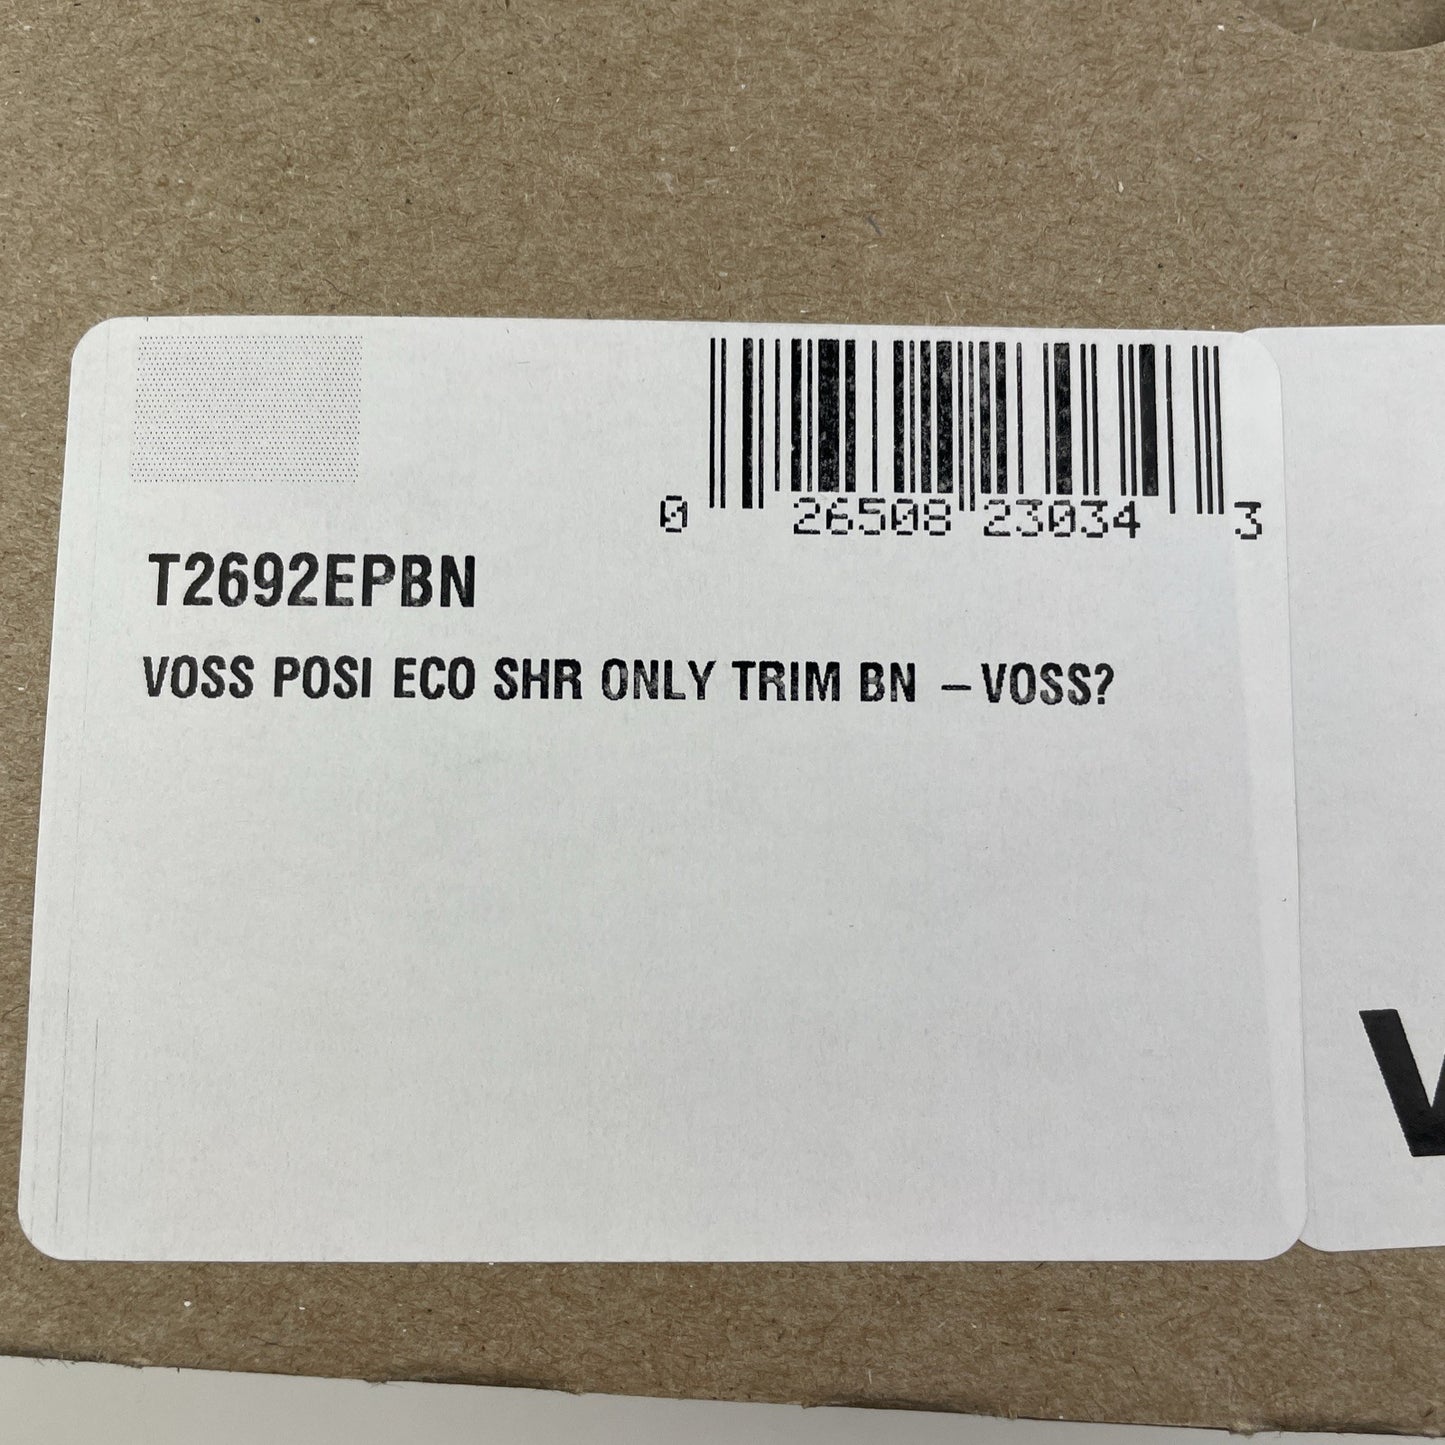 0 26508 23034 3
T2692EPBN
VOSS POSI ECO SHR ONLY TRIM BN – VOSS?